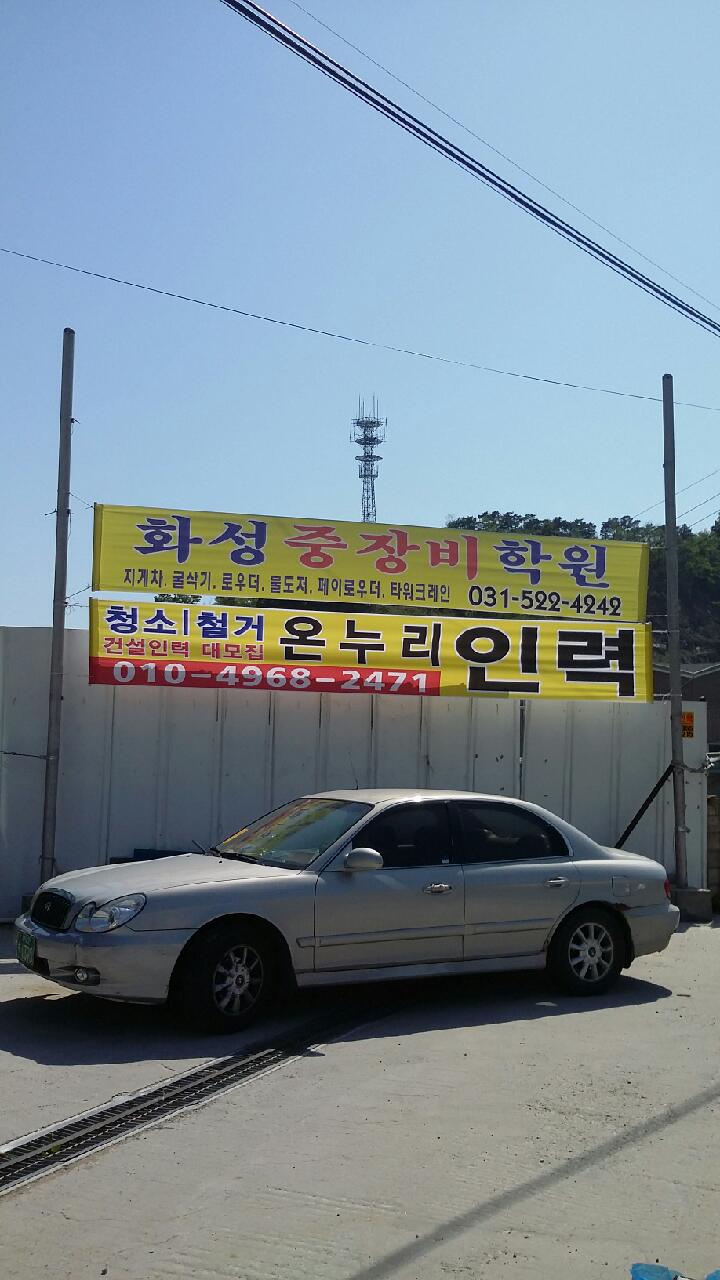 화성 중장비 학원
지게차. 굴삭기. 로우더. 불도저. 페이로우더. 타워크레인 031-522-4242
청소|철거 온누리 인력
건설인력 대모집
010-4968-2471